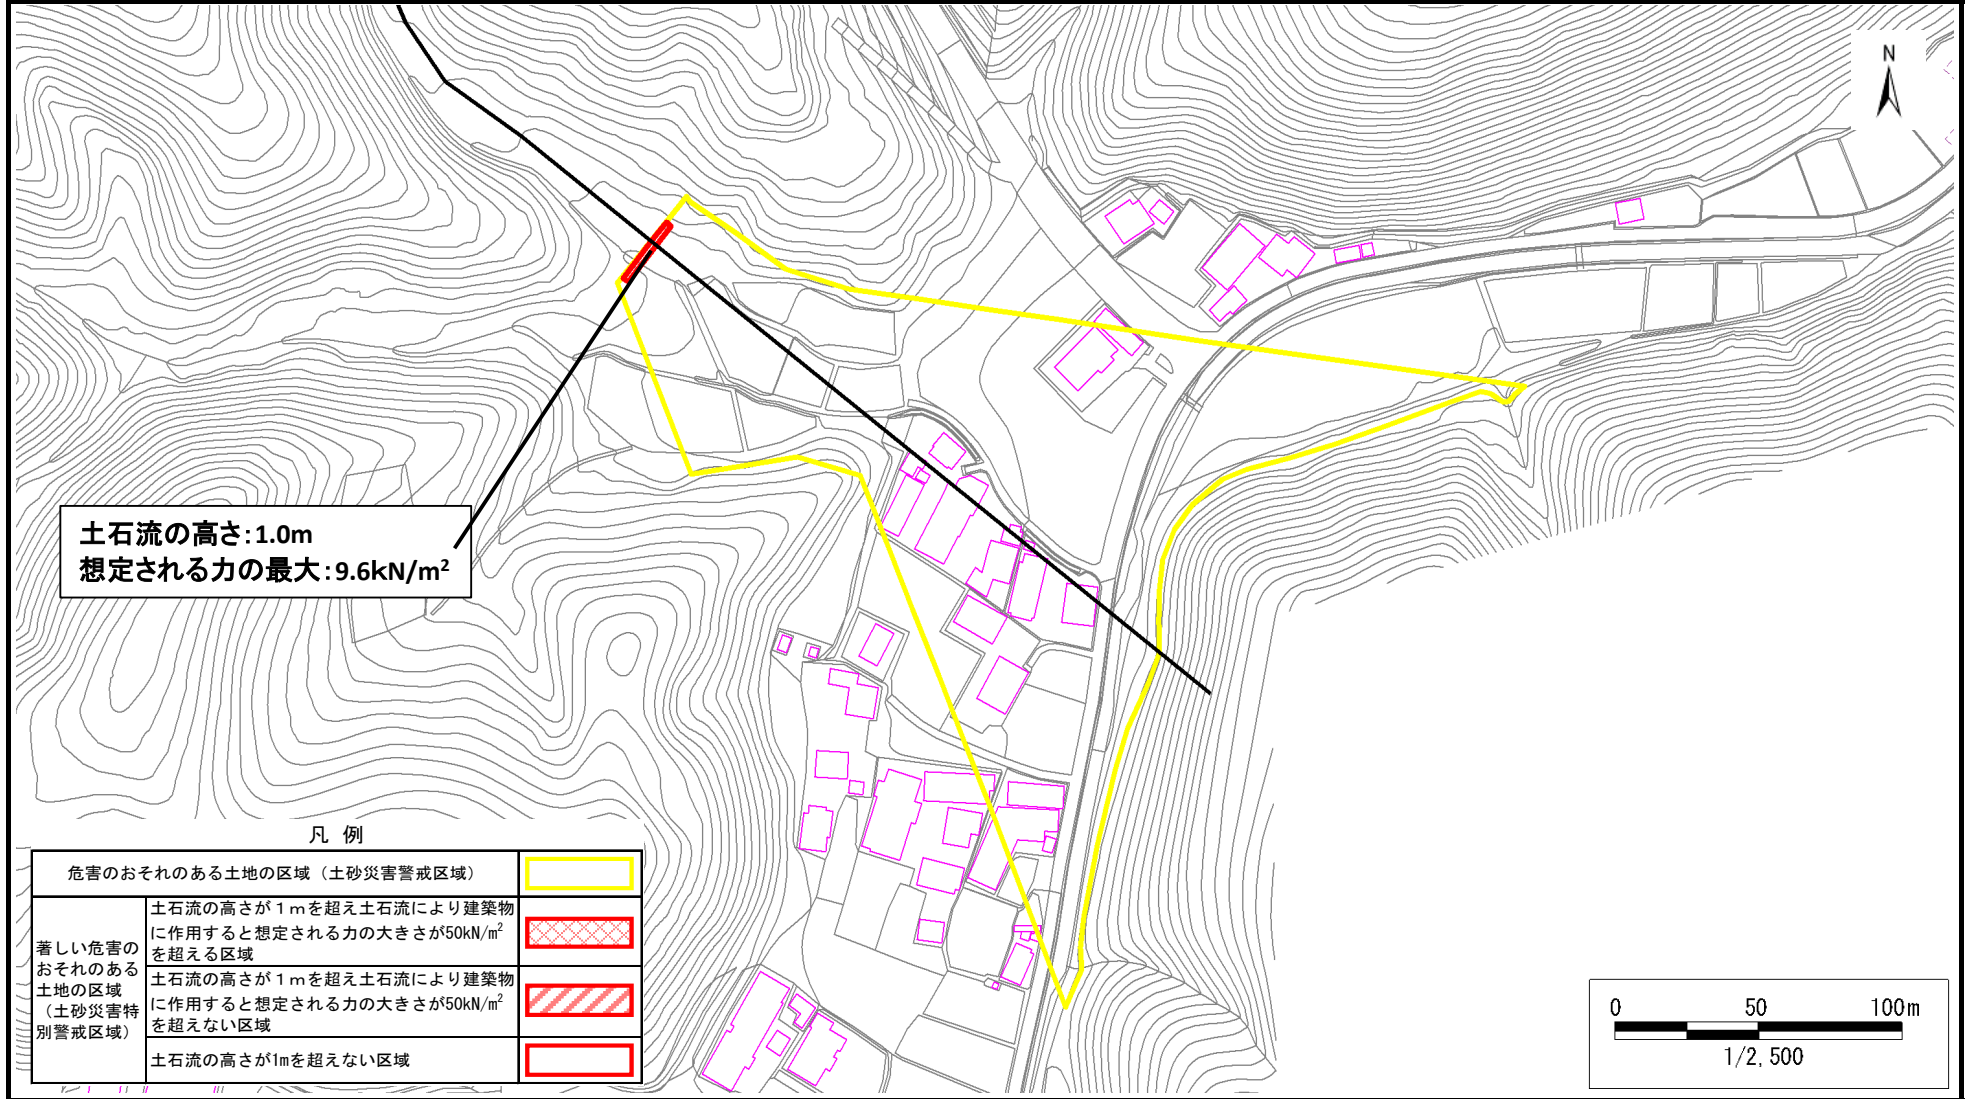 N
土石流の高さ:1.0m
想定される力の最大:9.6kN/m²
凡 例
危害のおそれのある土地の区域（土砂災害警戒区域）
著しい危害の
おそれのある
土地の区域
（土砂災害特
別警戒区域）
土石流の高さが１ｍを超え土石流により建築物
に作用すると想定される力の大きさが50kN/㎡
を超える区域
土石流の高さが１ｍを超え土石流により建築物
に作用すると想定される力の大きさが50kN/㎡
を超えない区域
土石流の高さが1mを超えない区域
0 50 100m
1/2,500